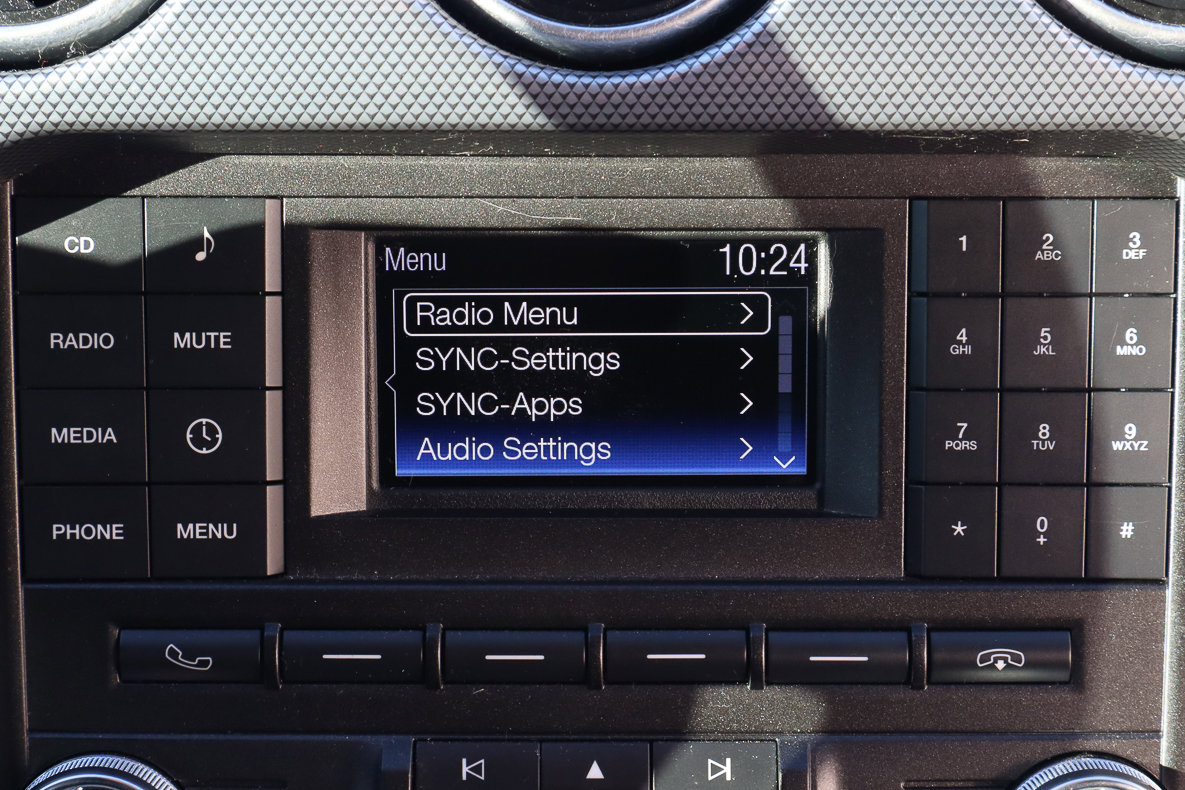 CD
RADIO
MUTE
MEDIA
PHONE
MENU
Menu 10:24
Radio Menu
SYNC-Settings
SYNC-Apps
Audio Settings
1
2
ABC
3
DEF
4
GHI
5
JKL
6
MNO
7
PQRS
8
TUV
9
WXYZ
*
0
+
#